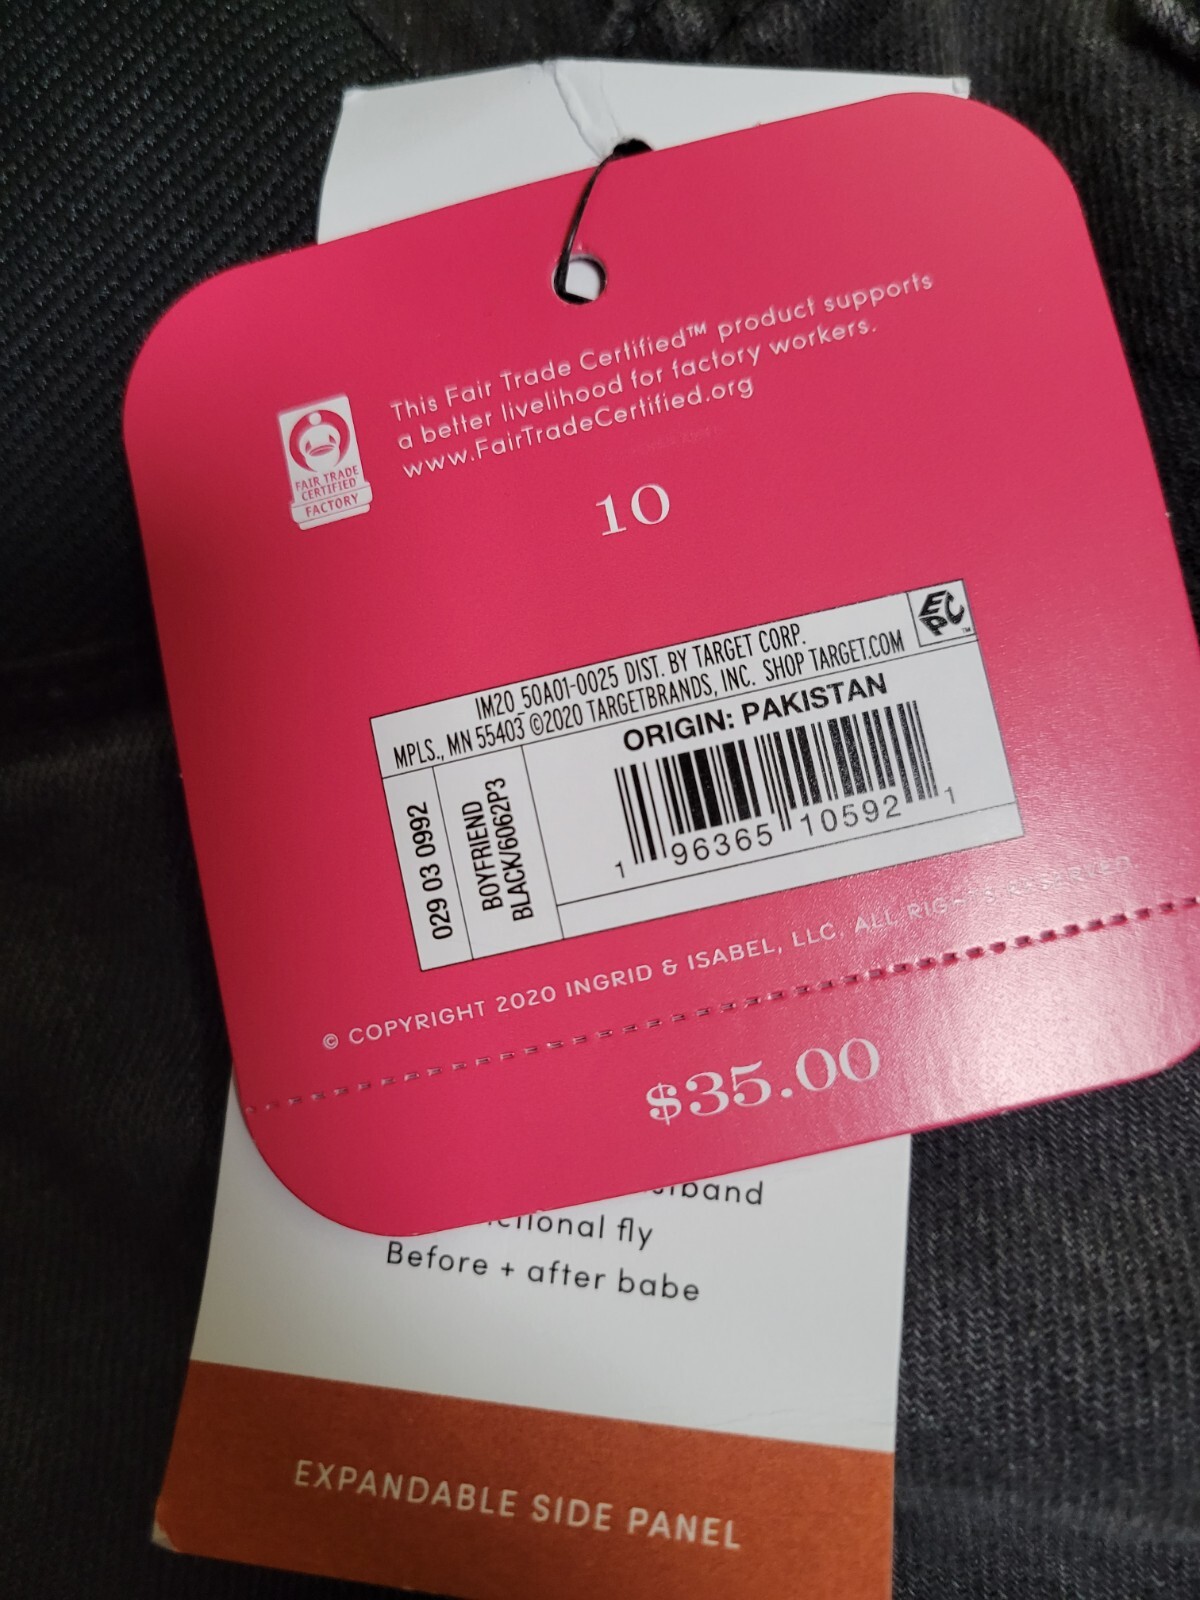 This Fair Trade Certified™ product supports
a better livelihood for factory workers.
www.FairTradeCertified.org
FAIR TRADE
CERTIFIED
FACTORY
10
IM20_50A01-0025 DIST. BY TARGET CORP.
MPLS., MN 55403 ©2020 TARGETBRANDS, INC. SHOP TARGET.COM
EPC™
ORIGIN: PAKISTAN
029 03 0992
BOYFRIEND
BLACK/6062P3
1 96365 10592 1
© COPYRIGHT 2020 INGRID & ISABEL, LLC. ALL RIGHTS RESERVED.
$35.00
fly
Before + after babe
EXPANDABLE SIDE PANEL